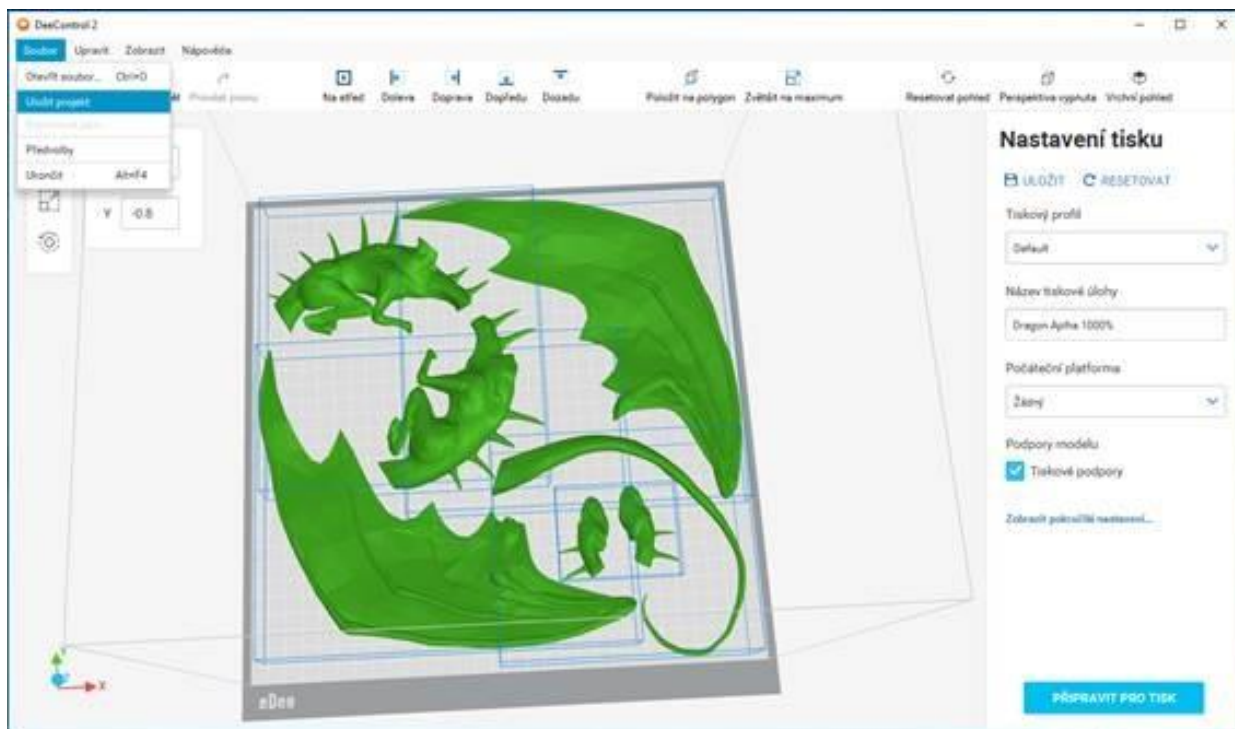 DeeControl 2
Soubor Upravit Zobrazit Nápověda
Otevřít soubor... Ctrl+O
Uložit projekt
Předvolby
Ukončit Alt+F4
Na střed Doleva Doprava Dopředu Dozadu Položit na polygon Zvětšit na maximum Resetovat pohled Perspektiva vypnuta Vrchní pohled
Y -0.8
Nastavení tisku
ULOŽIT RESETOVAT
Tiskový profil
Default
Název tiskové úlohy
Dragon Aptha 1000%
Počáteční platforma
Žádný
Podpory modelu
Tiskové podpory
Zobrazit pokročilé nastavení...
PŘIPRAVIT PRO TISK
eDee
Y
X